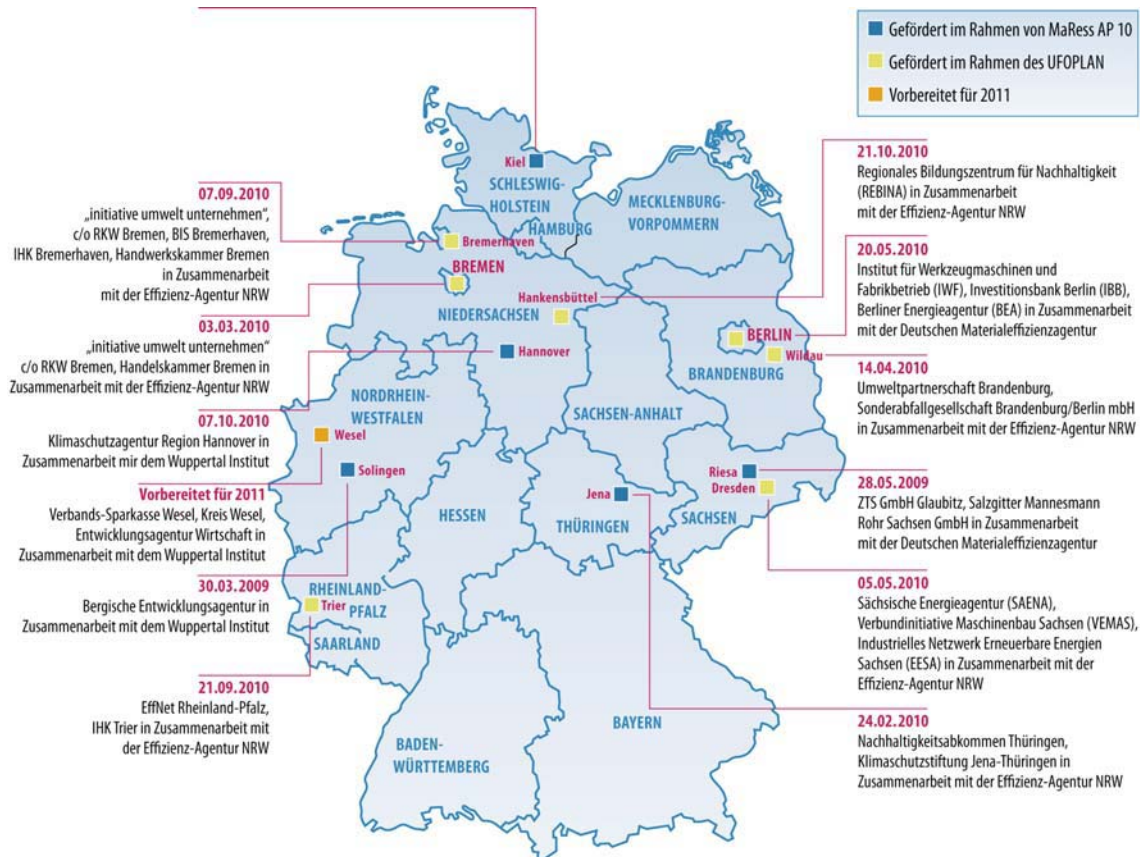 Gefördert im Rahmen von MaRess AP 10
Gefördert im Rahmen des UFOPLAN
Vorbereitet für 2011
Kiel
SCHLESWIG-
HOLSTEIN
HAMBURG
MECKLENBURG-
VORPOMMERN
Bremerhaven
BREMEN
Hankensbüttel
NIEDERSACHSEN
Hannover
BERLIN
Wildau
BRANDENBURG
NORDRHEIN-
WESTFALEN
SACHSEN-ANHALT
Wesel
Solingen
Riesa
Dresden
SACHSEN
Jena
THÜRINGEN
HESSEN
RHEINLAND-
PFALZ
Trier
SAARLAND
BAYERN
BADEN-
WÜRTTEMBERG
07.09.2010
„initiative umwelt unternehmen“,
c/o RKW Bremen, BIS Bremerhaven,
IHK Bremerhaven, Handwerkskammer Bremen
in Zusammenarbeit
mit der Effizienz-Agentur NRW
03.03.2010
„initiative umwelt unternehmen“
c/o RKW Bremen, Handelskammer Bremen in
Zusammenarbeit mit der Effizienz-Agentur NRW
07.10.2010
Klimaschutzagentur Region Hannover in
Zusammenarbeit mir dem Wuppertal Institut
Vorbereitet für 2011
Verbands-Sparkasse Wesel, Kreis Wesel,
Entwicklungsagentur Wirtschaft in
Zusammenarbeit mit dem Wuppertal Institut
30.03.2009
Bergische Entwicklungsagentur in
Zusammenarbeit mit dem Wuppertal Institut
21.09.2010
EffNet Rheinland-Pfalz,
IHK Trier in Zusammenarbeit mit
der Effizienz-Agentur NRW
21.10.2010
Regionales Bildungszentrum für Nachhaltigkeit
(REBINA) in Zusammenarbeit
mit der Effizienz-Agentur NRW
20.05.2010
Institut für Werkzeugmaschinen und
Fabrikbetrieb (IWF), Investitionsbank Berlin (IBB),
Berliner Energieagentur (BEA) in Zusammenarbeit
mit der Deutschen Materialeffizienzagentur
14.04.2010
Umweltpartnerschaft Brandenburg,
Sonderabfallgesellschaft Brandenburg/Berlin mbH
in Zusammenarbeit mit der Effizienz-Agentur NRW
28.05.2009
ZTS GmbH Glaubitz, Salzgitter Mannesmann
Rohr Sachsen GmbH in Zusammenarbeit
mit der Deutschen Materialeffizienzagentur
05.05.2010
Sächsische Energieagentur (SAENA),
Verbundinitiative Maschinenbau Sachsen (VEMAS),
Industrielles Netzwerk Erneuerbare Energien
Sachsen (EESA) in Zusammenarbeit mit der
Effizienz-Agentur NRW
24.02.2010
Nachhaltigkeitsabkommen Thüringen,
Klimaschutzstiftung Jena-Thüringen in
Zusammenarbeit mit der Effizienz-Agentur NRW